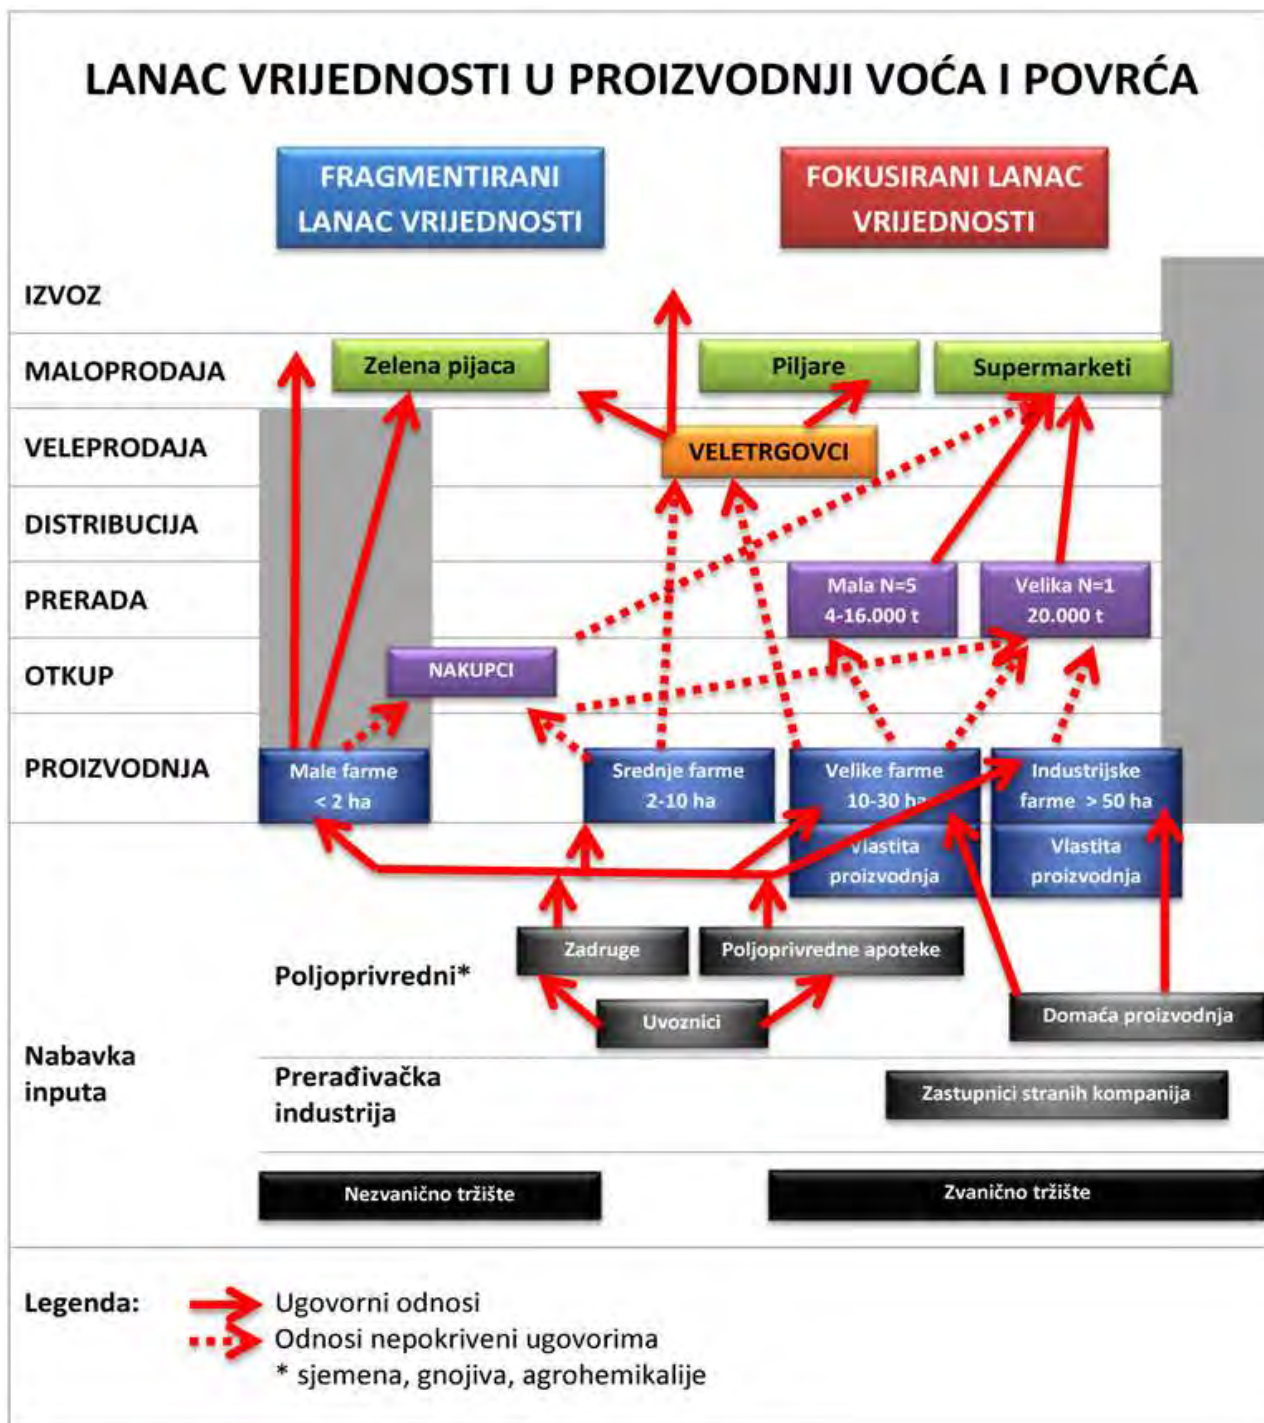 LANAC VRIJEDNOSTI U PROIZVODNJI VOĆA I POVRĆA
FRAGMENTIRANI
LANAC VRIJEDNOSTI
FOKUSIRANI LANAC
VRIJEDNOSTI
IZVOZ
MALOPRODAJA
Zelena pijaca
Piljare
Supermarketi
VELEPRODAJA
VELETRGOVCI
DISTRIBUCIJA
PRERADA
Mala N=5
4-16.000 t
Velika N=1
20.000 t
OTKUP
NAKUPCI
PROIZVODNJA
Male farme
< 2 ha
Srednje farme
2-10 ha
Velike farme
10-30 ha
Industrijske
farme > 50 ha
Vlastita
proizvodnja
Vlastita
proizvodnja
Nabavka
inputa
Poljoprivredni*
Zadruge
Poljoprivredne apoteke
Uvoznici
Domaća proizvodnja
Prerađivačka
industrija
Zastupnici stranih kompanija
Nezvanično tržište
Zvanično tržište
Legenda:
Ugovorni odnosi
Odnosi nepokriveni ugovorima
* sjemena, gnojiva, agrohemikalije